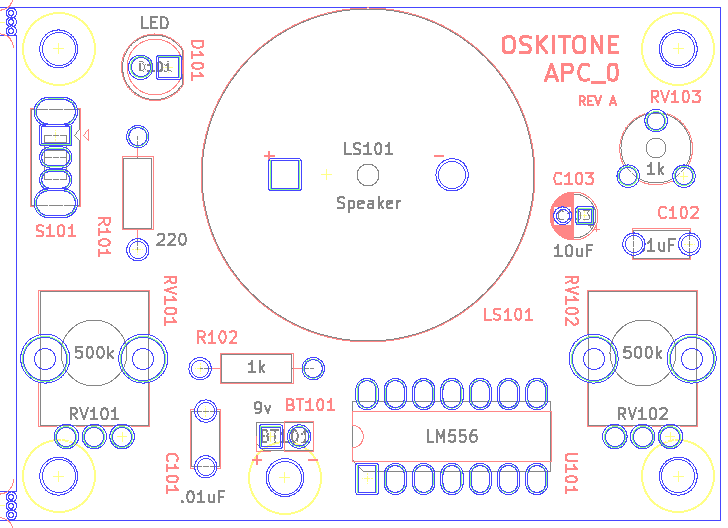 LED
D101
D101
OSKITONE
APC_0
REV A
RV103
1k
LS101
+
−
Speaker
C103
10uF
+
C102
1uF
S101
R101
220
LS101
RV101
500k
RV101
RV102
500k
RV102
R102
1k
9v
BT101
BT101
+
−
C101
.01uF
LM556
U101